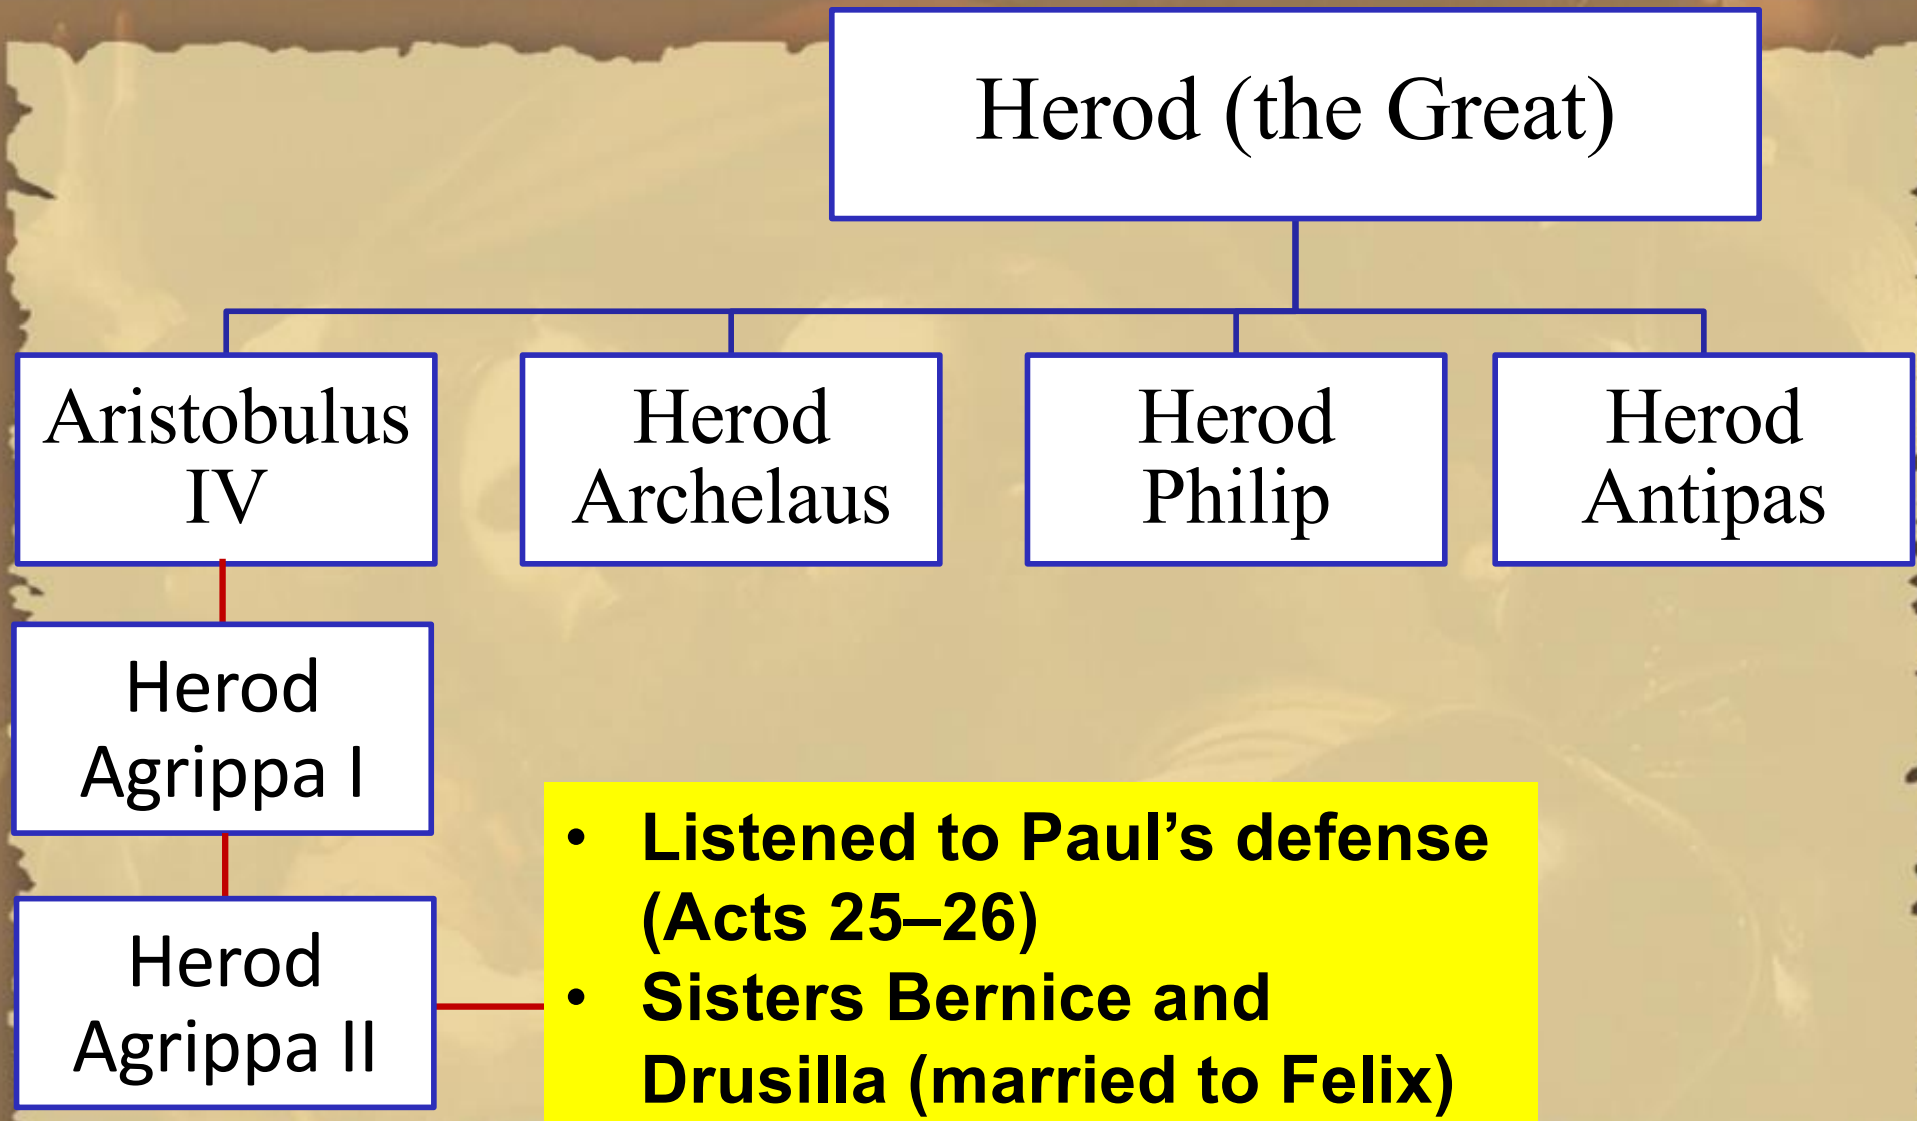 Herod (the Great)
Aristobulus
IV
Herod
Archelaus
Herod
Philip
Herod
Antipas
Herod
Agrippa I
Herod
Agrippa II
• Listened to Paul’s defense
(Acts 25–26)
• Sisters Bernice and
Drusilla (married to Felix)